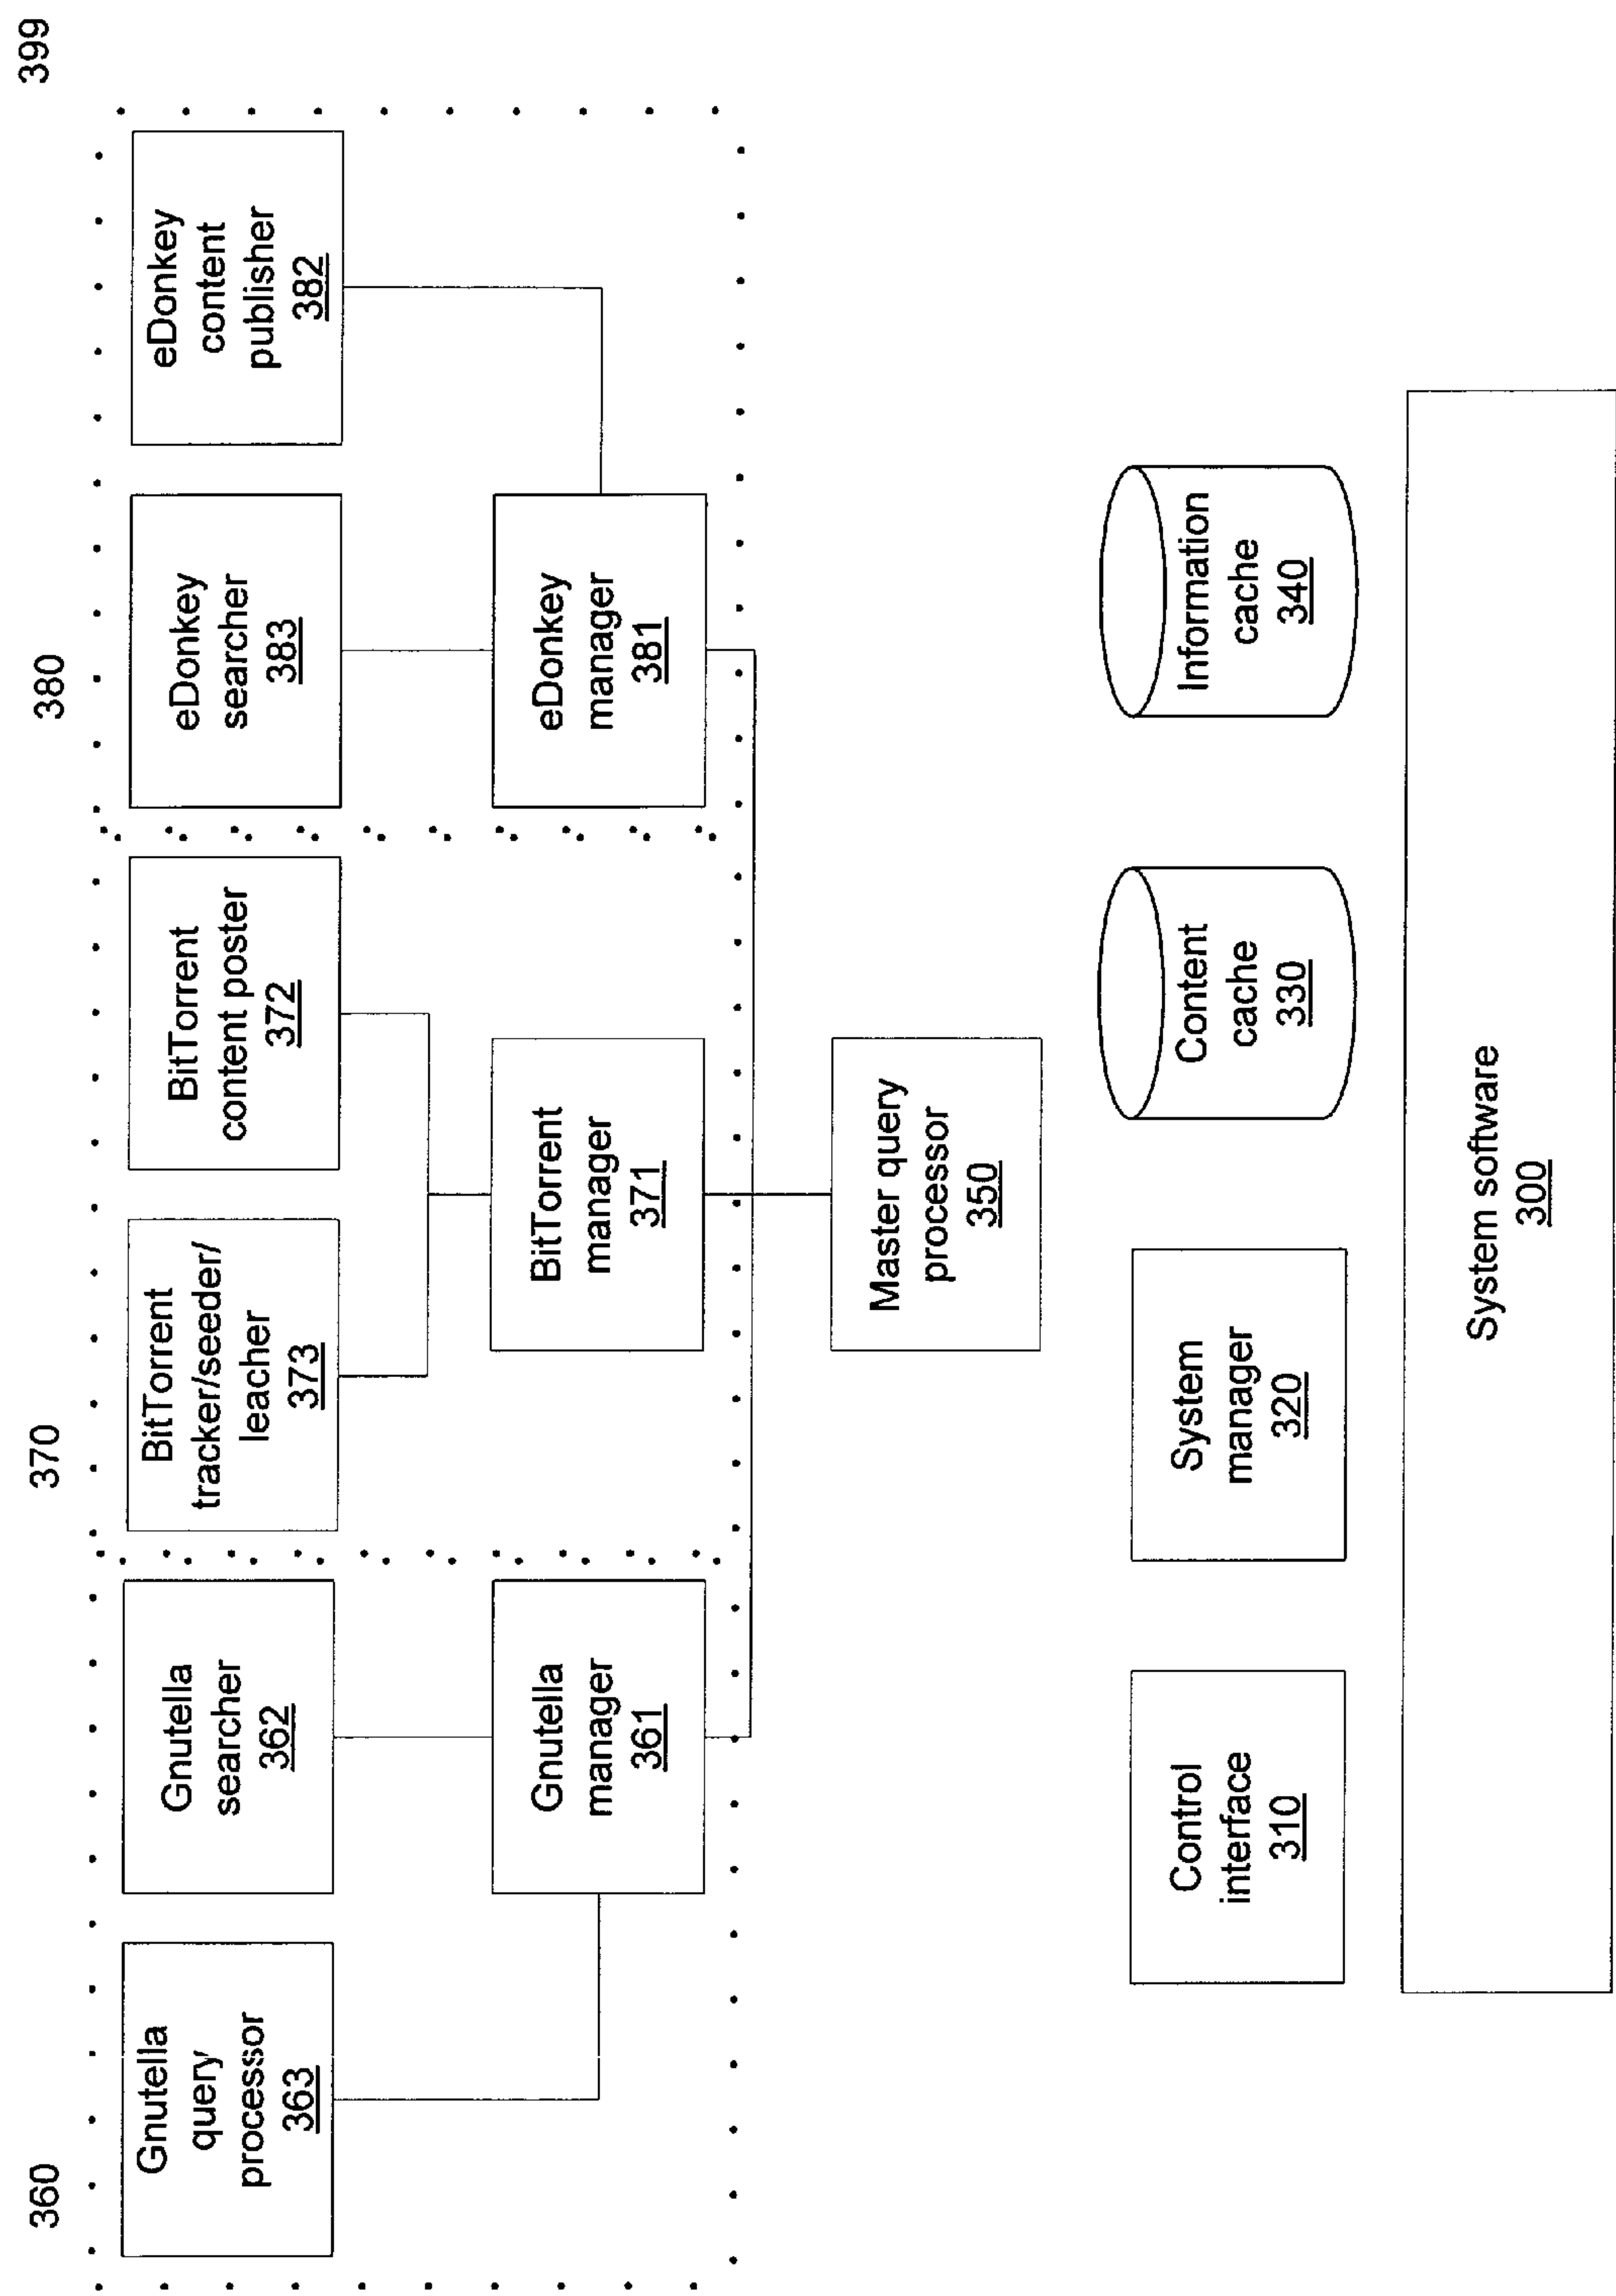 399
360
370
380
Gnutella
query
processor
363
Gnutella
searcher
362
BitTorrent
tracker/seeder/
leacher
373
BitTorrent
content poster
372
eDonkey
searcher
383
eDonkey
content
publisher
382
Gnutella
manager
361
BitTorrent
manager
371
eDonkey
manager
381
Master query
processor
350
Control
interface
310
System
manager
320
Content
cache
330
Information
cache
340
System software
300